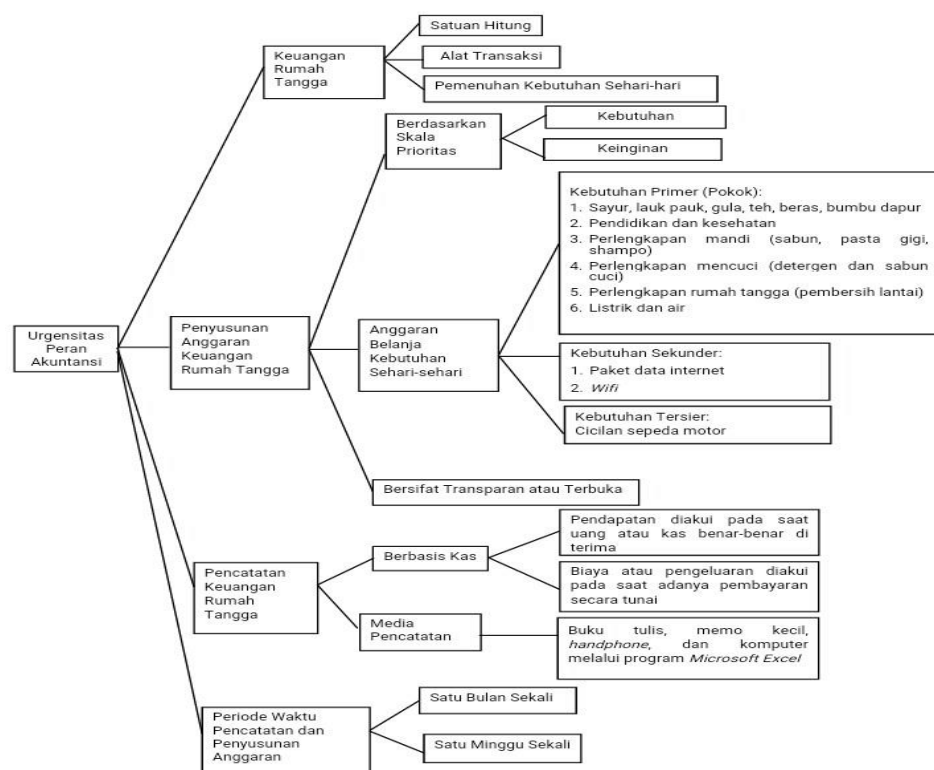 Satuan Hitung
Keuangan
Rumah
Tangga
Alat Transaksi
Pemenuhan Kebutuhan Sehari-hari
Berdasarkan
Skala
Prioritas
Kebutuhan
Keinginan
Kebutuhan Primer (Pokok):
1. Sayur, lauk pauk, gula, teh, beras, bumbu dapur
2. Pendidikan dan kesehatan
3. Perlengkapan mandi (sabun, pasta gigi,
shampo)
4. Perlengkapan mencuci (detergen dan sabun
cuci)
5. Perlengkapan rumah tangga (pembersih lantai)
6. Listrik dan air
Urgensitas
Peran
Akuntansi
Penyusunan
Anggaran
Keuangan
Rumah Tangga
Anggaran
Belanja
Kebutuhan
Sehari-sehari
Kebutuhan Sekunder:
1. Paket data internet
2. Wifi
Kebutuhan Tersier:
Cicilan sepeda motor
Bersifat Transparan atau Terbuka
Pencatatan
Keuangan
Rumah
Tangga
Berbasis Kas
Pendapatan diakui pada saat
uang atau kas benar-benar di
terima
Biaya atau pengeluaran diakui
pada saat adanya pembayaran
secara tunai
Media
Pencatatan
Buku tulis, memo kecil,
handphone, dan komputer
melalui program Microsoft Excel
Periode Waktu
Pencatatan dan
Penyusunan
Anggaran
Satu Bulan Sekali
Satu Minggu Sekali